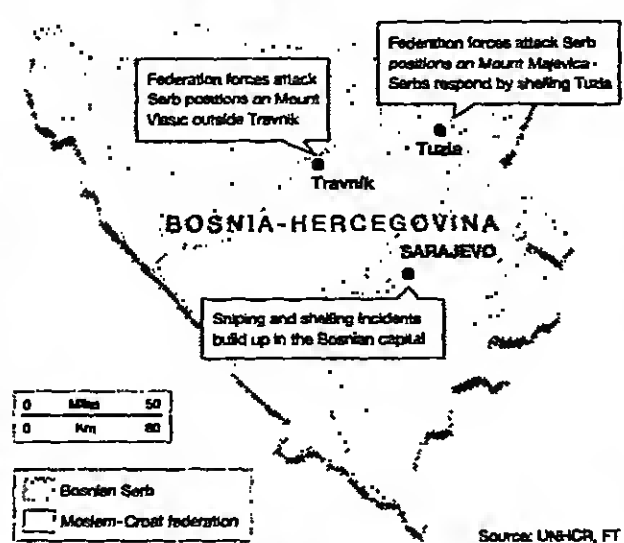 Federation forces attack Serb
positions on Mount Majevica -
Serbs respond by shelling Tuzla
Federation forces attack
Serb positions on Mount
Vlasic outside Travnik
Tuzla
Travnik
BOSNIA-HERCEGOVINA
SARAJEVO
Sniping and shelling incidents
build up in the Bosnian capital
0 Miles 50
0 Km 80
Bosnian Serb
Moslem-Croat federation
Source: UNHCR, FT